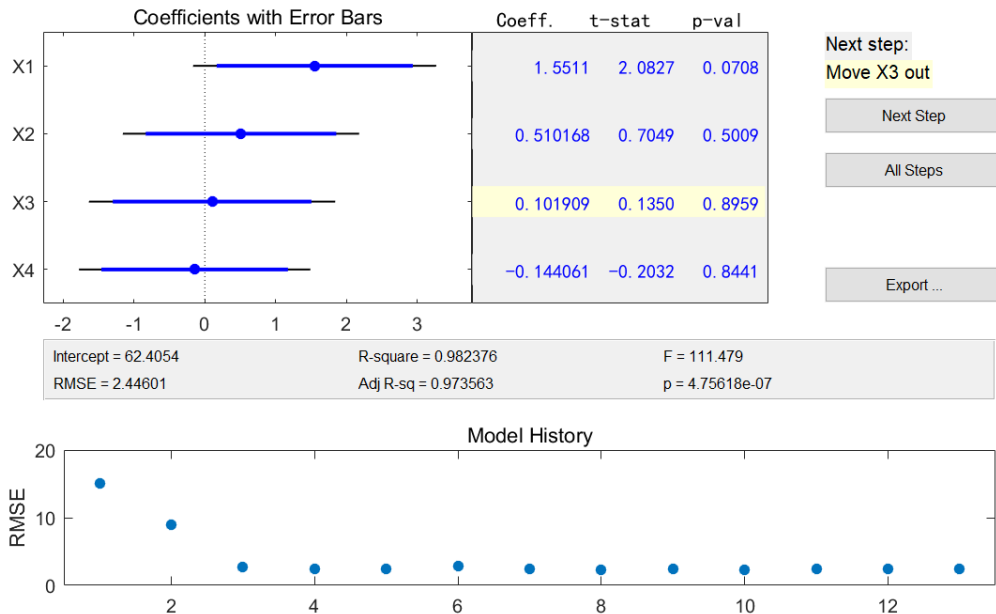 Coefficients with Error Bars
Coeff. t-stat p-val
X1 1.5511 2.0827 0.0708
X2 0.510168 0.7049 0.5009
X3 0.101909 0.1350 0.8959
X4 -0.144061 -0.2032 0.8441
-2 -1 0 1 2 3
Next step:
Move X3 out
Next Step
All Steps
Export ...
Intercept = 62.4054 R-square = 0.982376 F = 111.479
RMSE = 2.44601 Adj R-sq = 0.973563 p = 4.75618e-07
Model History
RMSE
20
10
0
2 4 6 8 10 12